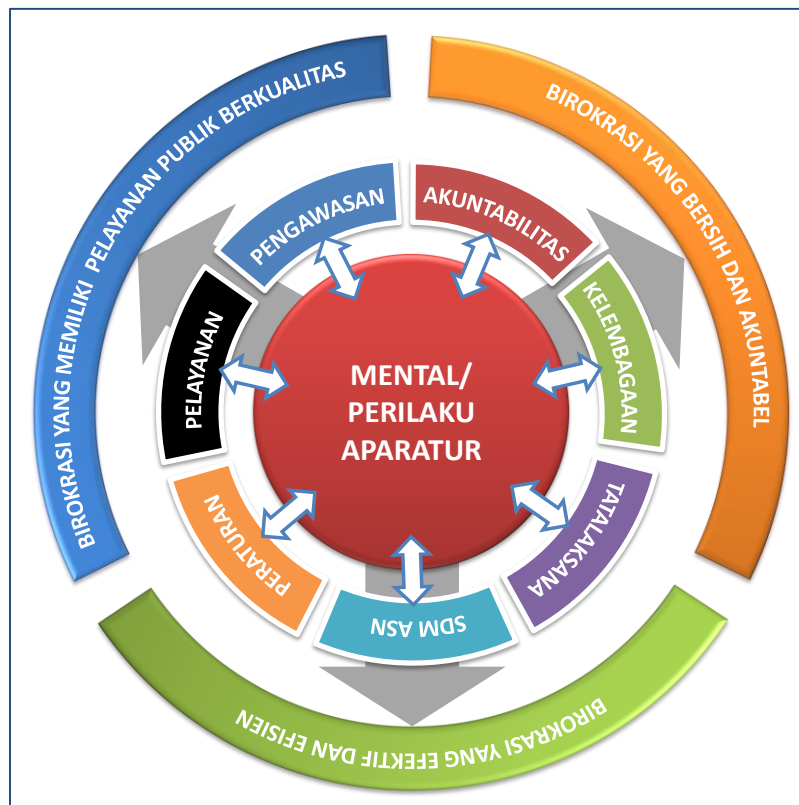 BIROKRASI YANG MEMILIKI PELAYANAN PUBLIK BERKUALITAS
BIROKRASI YANG BERSIH DAN AKUNTABEL
BIROKRASI YANG EFEKTIF DAN EFISIEN
PENGAWASAN
AKUNTABILITAS
KELEMBAGAAN
TATALAKSANA
SDM ASN
PERATURAN
PELAYANAN
MENTAL/
PERILAKU
APARATUR